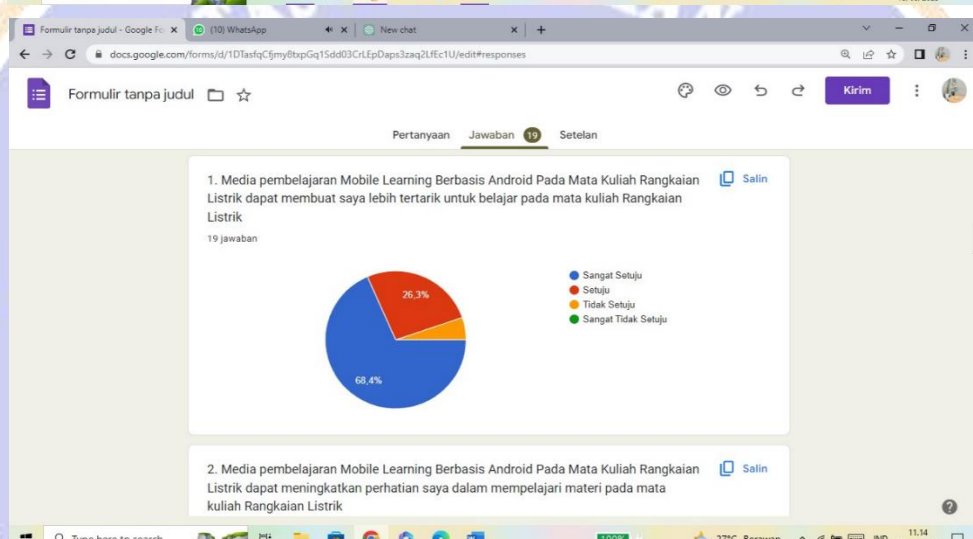 Formulir tanpa judul - Google Fo
(10) WhatsApp
New chat
docs.google.com/forms/d/1DTasfqCfjmy8txpGq1Sdd03CrLEpDaps3zaq2LfEc1U/edit#responses
Formulir tanpa judul
Kirim
Pertanyaan Jawaban 19 Setelan
1. Media pembelajaran Mobile Learning Berbasis Android Pada Mata Kuliah Rangkaian
Listrik dapat membuat saya lebih tertarik untuk belajar pada mata kuliah Rangkaian
Listrik
Salin
19 jawaban
Sangat Setuju
Setuju
Tidak Setuju
Sangat Tidak Setuju
26,3%
68,4%
2. Media pembelajaran Mobile Learning Berbasis Android Pada Mata Kuliah Rangkaian
Listrik dapat meningkatkan perhatian saya dalam mempelajari materi pada mata
kuliah Rangkaian Listrik
Salin
Type here to search
100%
27°C Berawan
IND
11.14